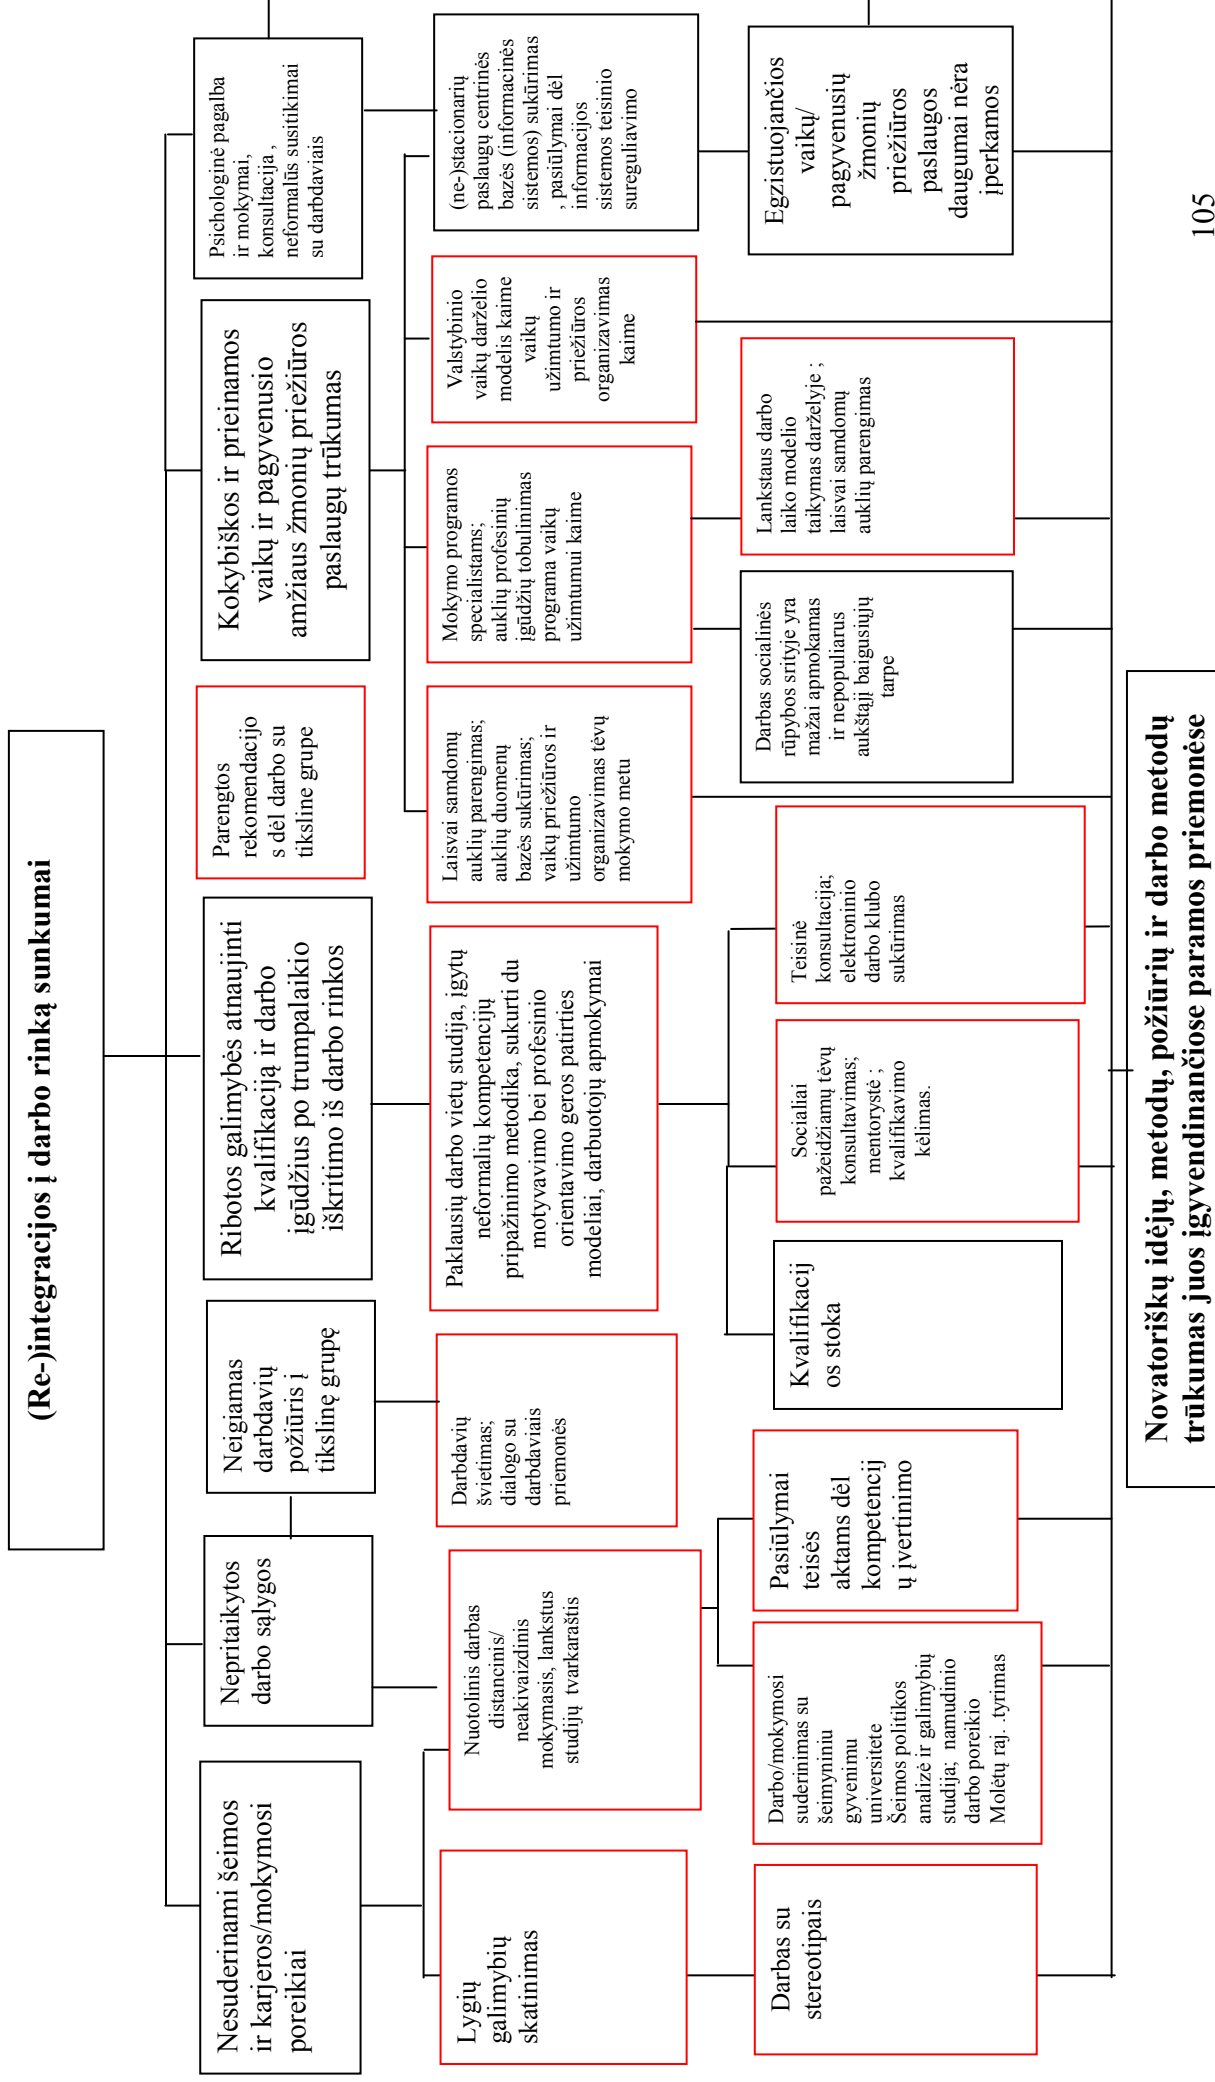 (Re-)integracijos į darbo rinką sunkumai
Nesuderinami šeimos
ir karjeros/mokymosi
poreikiai
Nepritaikytos
darbo sąlygos
Neigiamas
darbdavių
požiūris į
tikslinę grupę
Ribotos galimybės atnaujinti
kvalifikaciją ir darbo
įgūdžius po trumpalaikio
iškritimo iš darbo rinkos
Parengtos
rekomendacijo
s dėl darbo su
tiksline grupe
Kokybiškos ir prieinamos
vaikų ir pagyvenusio
amžiaus žmonių priežiūros
paslaugų trūkumas
Psichologinė pagalba
ir mokymai,
konsultacija ,
neformalūs susitikimai
su darbdaviais
Lygių
galimybių
skatinimas
Nuotolinis darbas
distancinis/
neakivaizdinis
mokymasis, lankstus
studijų tvarkaraštis
Darbdavių
švietimas;
dialogo su
darbdaviais
priemonės
Paklausių darbo vietų studija, įgytų
neformalių kompetencijų
pripažinimo metodika, sukurti du
motyvavimo bei profesinio
orientavimo geros patirties
modeliai, darbuotojų apmokymai
Laisvai samdomų
auklių parengimas;
auklių duomenų
bazės sukūrimas;
vaikų priežiūros ir
užimtumo
organizavimas tėvų
mokymo metu
Mokymo programos
specialistams;
auklių profesinių
įgūdžių tobulinimas
programa vaikų
užimtumui kaime
Valstybinio
vaikų darželio
modelis kaime
vaikų
užimtumo ir
priežiūros
organizavimas
kaime
(ne-)stacionarių
paslaugų centrinės
bazės (informacinės
sistemos) sukūrimas
, pasiūlymai dėl
informacijos
sistemos teisinio
sureguliavimo
Darbas su
stereotipais
Darbo/mokymosi
suderinimas su
šeimyniniu
gyvenimu
universitete
Šeimos politikos
analizė ir galimybių
studija; namudinio
darbo poreikio
Molėtų raj. .tyrimas
Pasiūlymai
teisės
aktams dėl
kompetencij
ų įvertinimo
Kvalifikacij
os stoka
Socialiai
pažeidžiamų tėvų
konsultavimas;
mentorystė ;
kvalifikavimo
kėlimas.
Teisinė
konsultacija;
elektroninio
darbo klubo
sukūrimas
Darbas socialinės
rūpybos srityje yra
mažai apmokamas
ir nepopuliarus
aukštąjį baigusiųjų
tarpe
Lankstaus darbo
laiko modelio
taikymas darželyje ;
laisvai samdomų
auklių parengimas
Egzistuojančios
vaikų/
pagyvenusių
žmonių
priežiūros
paslaugos
daugumai nėra
įperkamos
Novatoriškų idėjų, metodų, požiūrių ir darbo metodų
trūkumas juos įgyvendinančiose paramos priemonėse
105